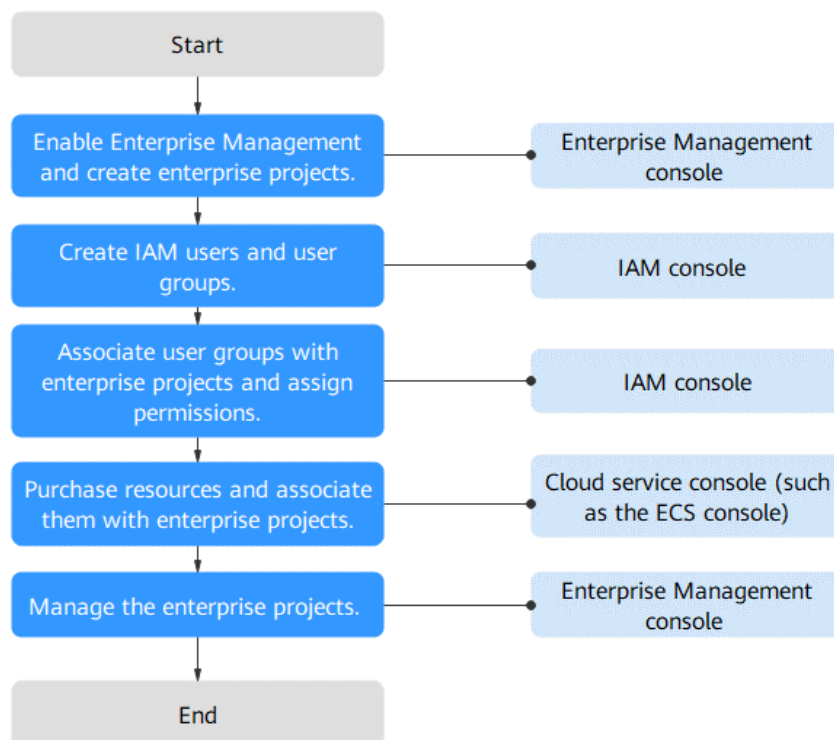 Start
Enable Enterprise Management
and create enterprise projects.
Enterprise Management
console
Create IAM users and user
groups.
IAM console
Associate user groups with
enterprise projects and assign
permissions.
IAM console
Purchase resources and associate
them with enterprise projects.
Cloud service console (such
as the ECS console)
Manage the enterprise projects.
Enterprise Management
console
End